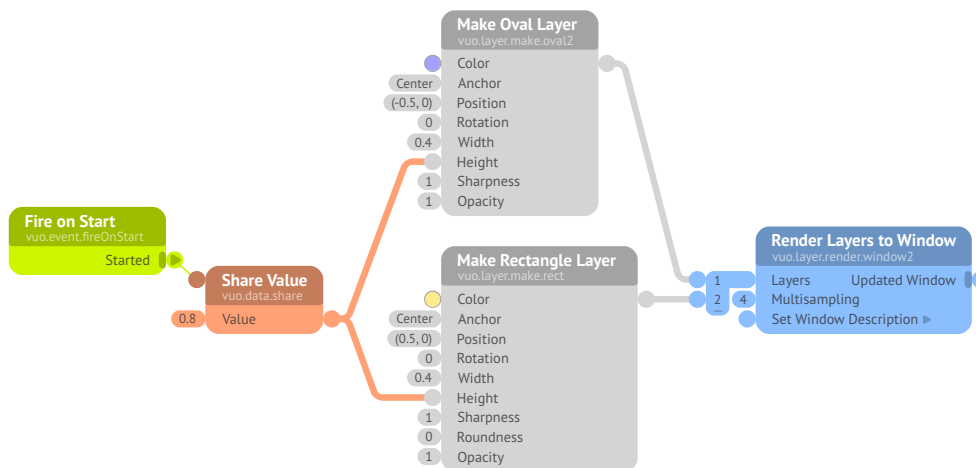 Make Oval Layer
vuo.layer.make.oval2
Color
Center Anchor
(-0.5, 0) Position
0 Rotation
0.4 Width
Height
1 Sharpness
1 Opacity
Fire on Start
vuo.event.fireOnStart
Started
Share Value
vuo.data.share
0.8 Value
Make Rectangle Layer
vuo.layer.make.rect
Color
Center Anchor
(0.5, 0) Position
0 Rotation
0.4 Width
Height
1 Sharpness
0 Roundness
1 Opacity
Render Layers to Window
vuo.layer.render.window2
1 Layers Updated Window
2 4 Multisampling
Set Window Description